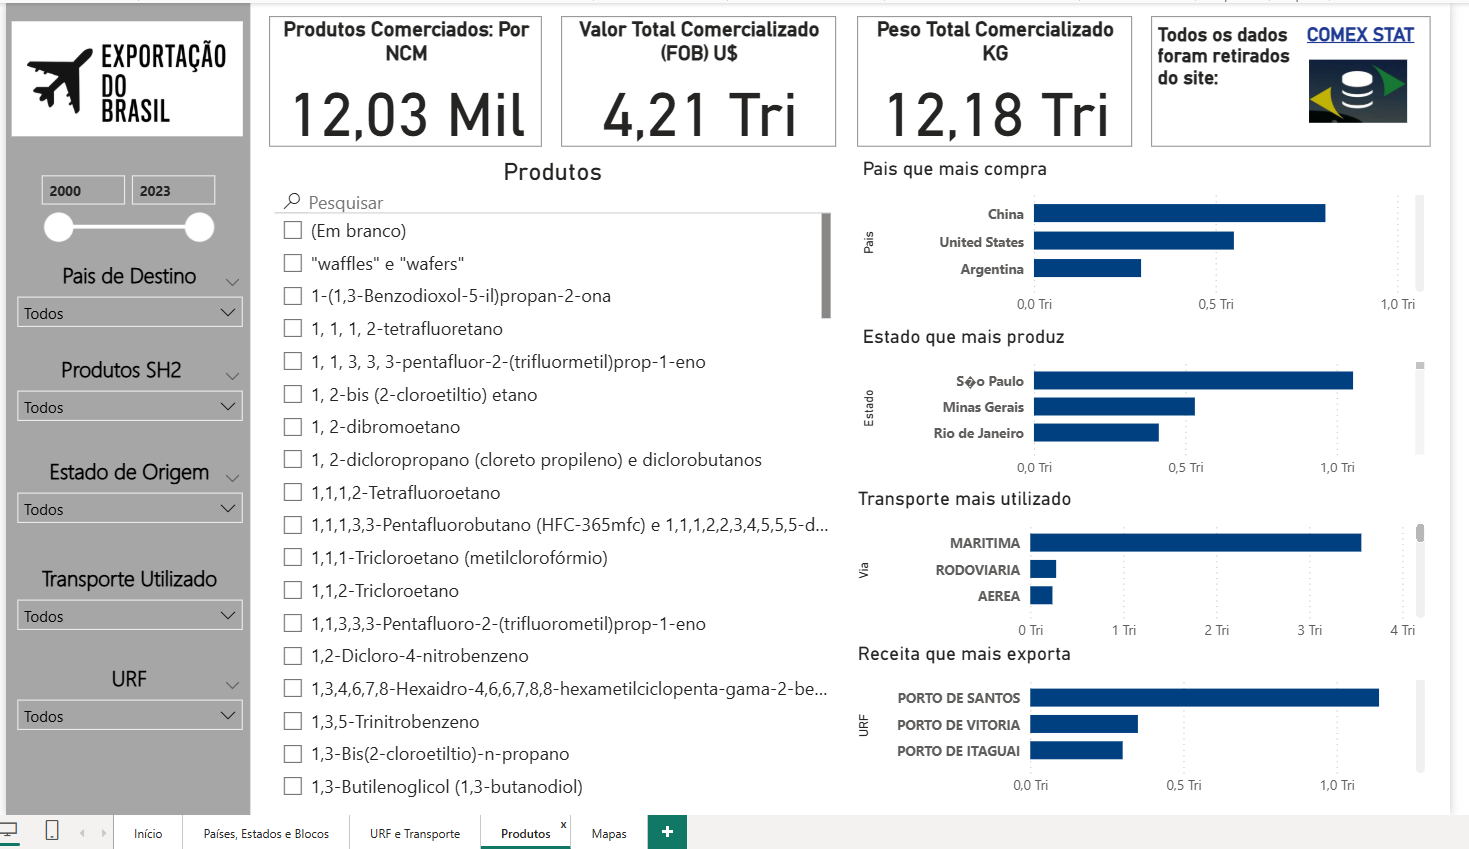 EXPORTAÇÃO
DO
BRASIL
2000
2023
Pais de Destino
Todos
Produtos SH2
Todos
Estado de Origem
Todos
Transporte Utilizado
Todos
URF
Todos
Produtos Comerciados: Por
NCM
12,03 Mil
Valor Total Comercializado
(FOB) U$
4,21 Tri
Peso Total Comercializado
KG
12,18 Tri
Todos os dados
foram retirados
do site:
COMEX STAT
Produtos
Pesquisar
(Em branco)
"waffles" e "wafers"
1-(1,3-Benzodioxol-5-il)propan-2-ona
1, 1, 1, 2-tetrafluoretano
1, 1, 3, 3, 3-pentafluor-2-(trifluormetil)prop-1-eno
1, 2-bis (2-cloroetiltio) etano
1, 2-dibromoetano
1, 2-dicloropropano (cloreto propileno) e diclorobutanos
1,1,1,2-Tetrafluoroetano
1,1,1,3,3-Pentafluorobutano (HFC-365mfc) e 1,1,1,2,2,3,4,5,5,5-d...
1,1,1-Tricloroetano (metilclorofórmio)
1,1,2-Tricloroetano
1,1,3,3,3-Pentafluoro-2-(trifluorometil)prop-1-eno
1,2-Dicloro-4-nitrobenzeno
1,3,4,6,7,8-Hexaidro-4,6,6,7,8,8-hexametilciclopenta-gama-2-be...
1,3,5-Trinitrobenzeno
1,3-Bis(2-cloroetiltio)-n-propano
1,3-Butilenoglicol (1,3-butanodiol)
Pais que mais compra
Pais
China
United States
Argentina
0,0 Tri
0,5 Tri
1,0 Tri
Estado que mais produz
Estado
S�o Paulo
Minas Gerais
Rio de Janeiro
0,0 Tri
0,5 Tri
1,0 Tri
Transporte mais utilizado
Via
MARITIMA
RODOVIARIA
AEREA
0 Tri
1 Tri
2 Tri
3 Tri
4 Tri
Receita que mais exporta
URF
PORTO DE SANTOS
PORTO DE VITORIA
PORTO DE ITAGUAI
0,0 Tri
0,5 Tri
1,0 Tri
Início
Países, Estados e Blocos
URF e Transporte
Produtos
x
Mapas
+